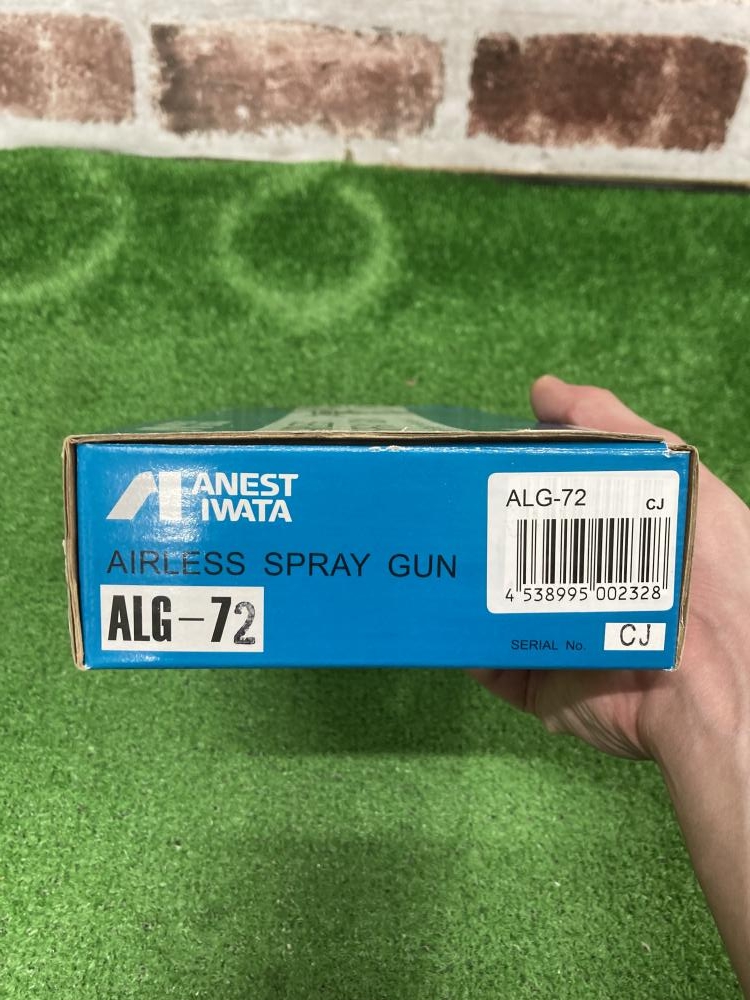 ANEST
IWATA
AIRLESS SPRAY GUN
ALG-72
ALG-72
CJ
4 538995 002328
SERIAL No. CJ